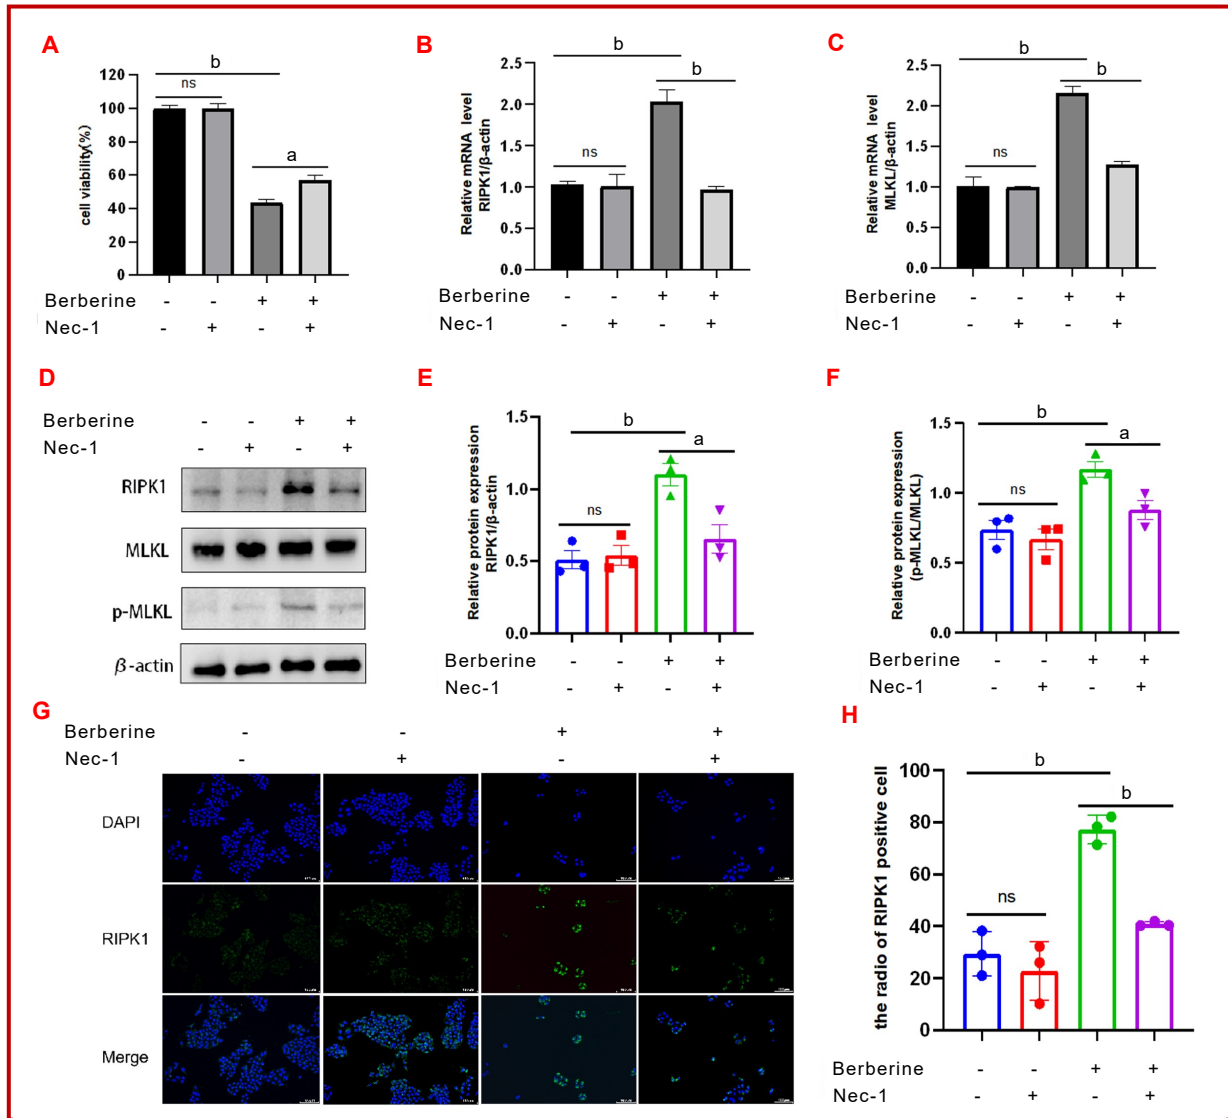 A
b
ns
a
cell viability(%)
120
100
80
60
40
20
0
Berberine - - + +
Nec-1 - + - +
B
b
b
ns
Relative mRNA level
RIPK1/β-actin
2.5
2.0
1.5
1.0
0.5
0.0
Berberine - - + +
Nec-1 - + - +
C
b
b
ns
Relative mRNA level
MLKL/β-actin
2.5
2.0
1.5
1.0
0.5
0.0
Berberine - - + +
Nec-1 - + - +
D
Berberine - - + +
Nec-1 - + - +
RIPK1
MLKL
p-MLKL
β-actin
E
b
a
ns
Relative protein expression
RIPK1/β-actin
1.5
1.0
0.5
0.0
Berberine - - + +
Nec-1 - + - +
F
b
a
ns
Relative protein expression
(p-MLKL/MLKL)
1.5
1.0
0.5
0.0
Berberine - - + +
Nec-1 - + - +
G
Berberine - - + +
Nec-1 - + - +
DAPI
RIPK1
Merge
H
b
b
ns
the radio of RIPK1 positive cell
100
80
60
40
20
0
Berberine - - + +
Nec-1 - + - +